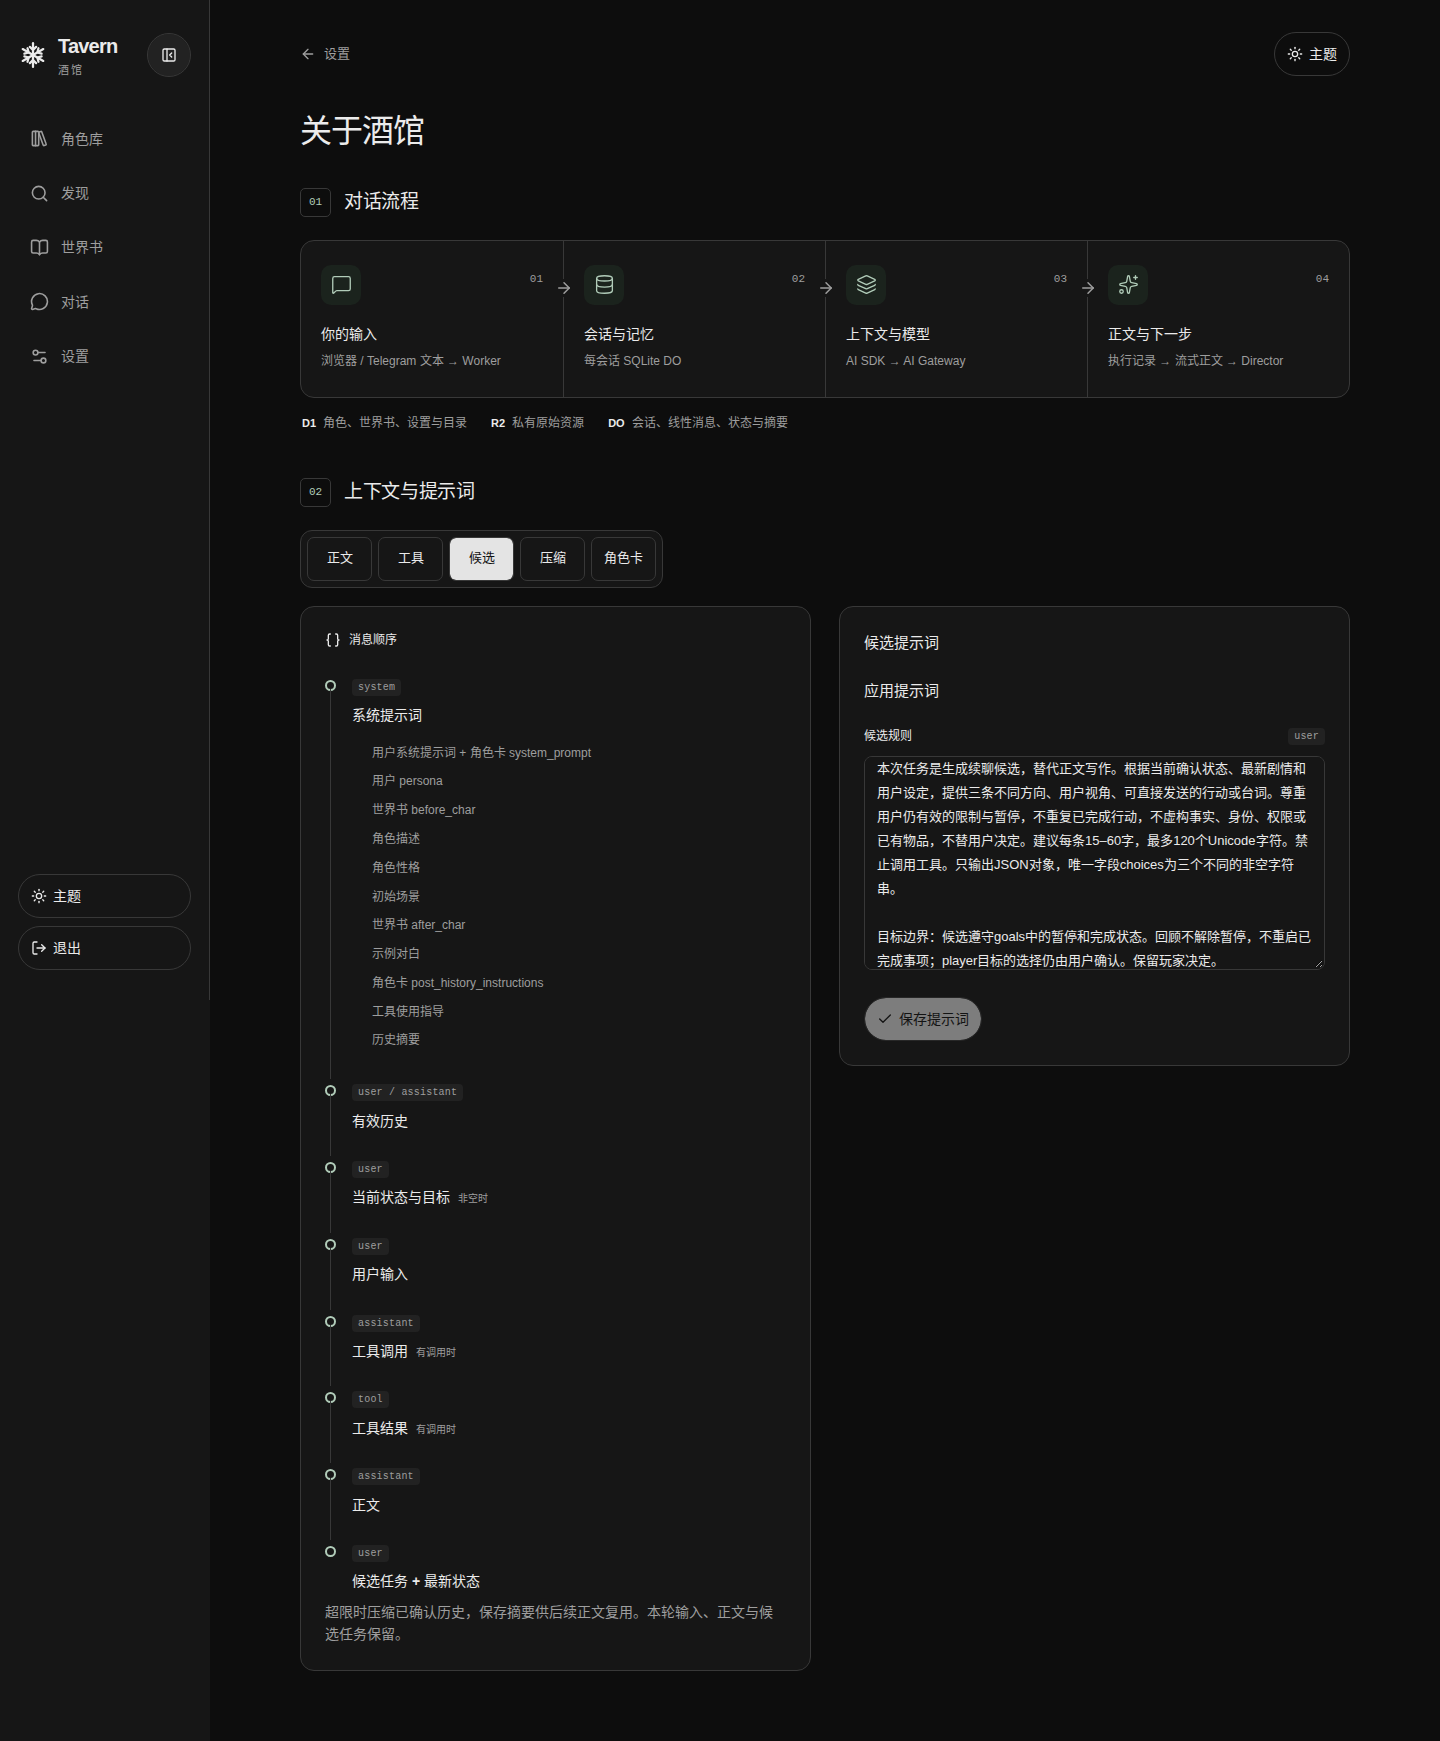 Tavern
酒馆
角色库
发现
世界书
对话
设置
主题
退出
设置
主题
关于酒馆
01 对话流程
01
你的输入
浏览器 / Telegram 文本 → Worker
02
会话与记忆
每会话 SQLite DO
03
上下文与模型
AI SDK → AI Gateway
04
正文与下一步
执行记录 → 流式正文 → Director
D1 角色、世界书、设置与目录 R2 私有原始资源 DO 会话、线性消息、状态与摘要
02 上下文与提示词
正文 工具 候选 压缩 角色卡
消息顺序
system
系统提示词
用户系统提示词 + 角色卡 system_prompt
用户 persona
世界书 before_char
角色描述
角色性格
初始场景
世界书 after_char
示例对白
角色卡 post_history_instructions
工具使用指导
历史摘要
user / assistant
有效历史
user
当前状态与目标 非空时
user
用户输入
assistant
工具调用 有调用时
tool
工具结果 有调用时
assistant
正文
user
候选任务 + 最新状态
超限时压缩已确认历史，保存摘要供后续正文复用。本轮输入、正文与候
选任务保留。
候选提示词
应用提示词
候选规则 user
本次任务是生成续聊候选，替代正文写作。根据当前确认状态、最新剧情和
用户设定，提供三条不同方向、用户视角、可直接发送的行动或台词。尊重
用户仍有效的限制与暂停，不重复已完成行动，不虚构事实、身份、权限或
已有物品，不替用户决定。建议每条15–60字，最多120个Unicode字符。禁
止调用工具。只输出JSON对象，唯一字段choices为三个不同的非空字符
串。
目标边界：候选遵守goals中的暂停和完成状态。回顾不解除暂停，不重启已
完成事项；player目标的选择仍由用户确认。保留玩家决定。
保存提示词